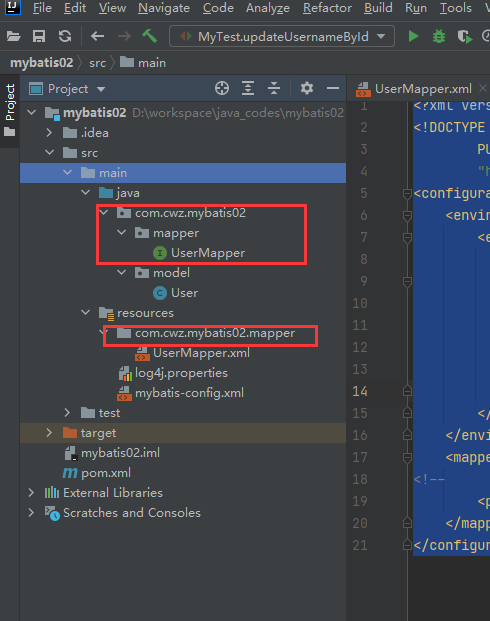 File Edit View Navigate Code Analyze Refactor Build Run Tools
MyTest.updateUsernameById
mybatis02 src main
Project
Project
UserMapper.xml
mybatis02 D:\workspace\java_codes\mybatis02
.idea
src
main
java
com.cwz.mybatis02
mapper
UserMapper
model
User
resources
com.cwz.mybatis02.mapper
UserMapper.xml
log4j.properties
mybatis-config.xml
test
target
mybatis02.iml
pom.xml
External Libraries
Scratches and Consoles
1 <?xml vers
2 <!DOCTYPE
3 PU
4 "h
5 <configura
6 <envir
7 <e
8
9
10
11
12
13
14
15 </
16 </envi
17 <mappe
18 <!--
19 <p
20 </mapp
21 </configur